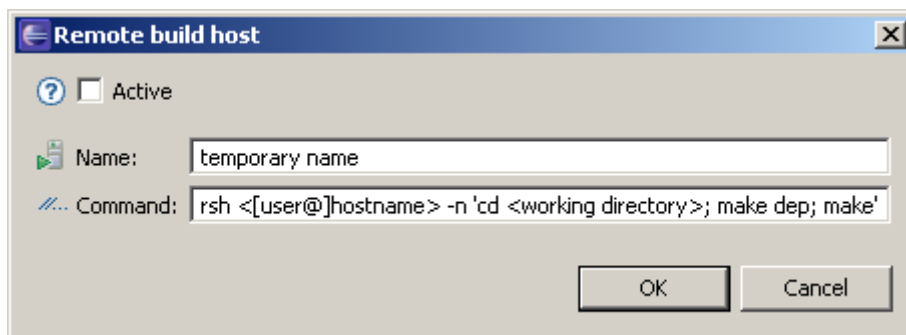 Remote build host
Active
Name: temporary name
Command: rsh <[user@]hostname> -n 'cd <working directory>; make dep; make'
OK Cancel